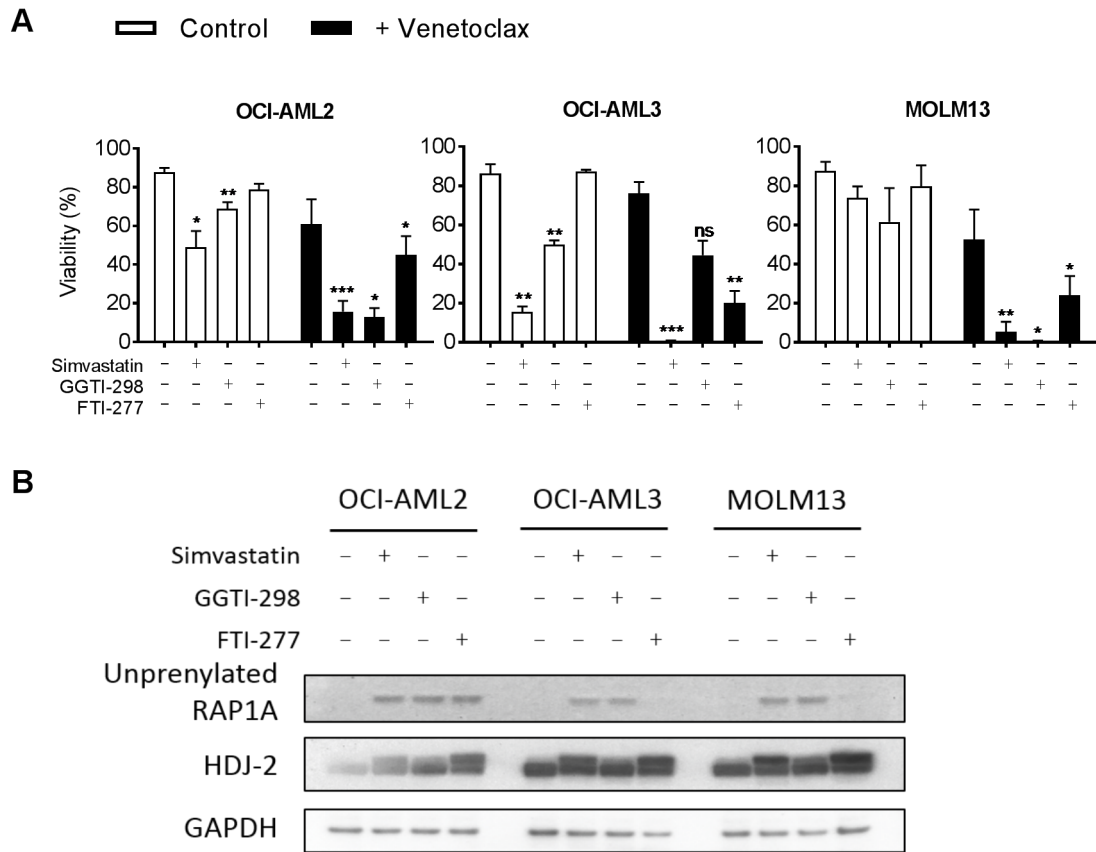 A
Control + Venetoclax
OCI-AML2 OCI-AML3 MOLM13
Viability (%)
100 100 100
80 80 80
60 60 60
40 40 40
20 20 20
0 0 0
* ** *** * *
** ** *** ns **
** * *
Simvastatin – + – – – + – – – + – – – + – – – + – – – + – –
GGTI-298 – – + – – – + – – – + – – – + – – – + – – – + –
FTI-277 – – – + – – – + – – – + – – – + – – – + – – – +
B
OCI-AML2 OCI-AML3 MOLM13
Simvastatin – + – – – + – – – + – –
GGTI-298 – – + – – – + – – – + –
FTI-277 – – – + – – – + – – – +
Unprenylated
RAP1A
HDJ-2
GAPDH